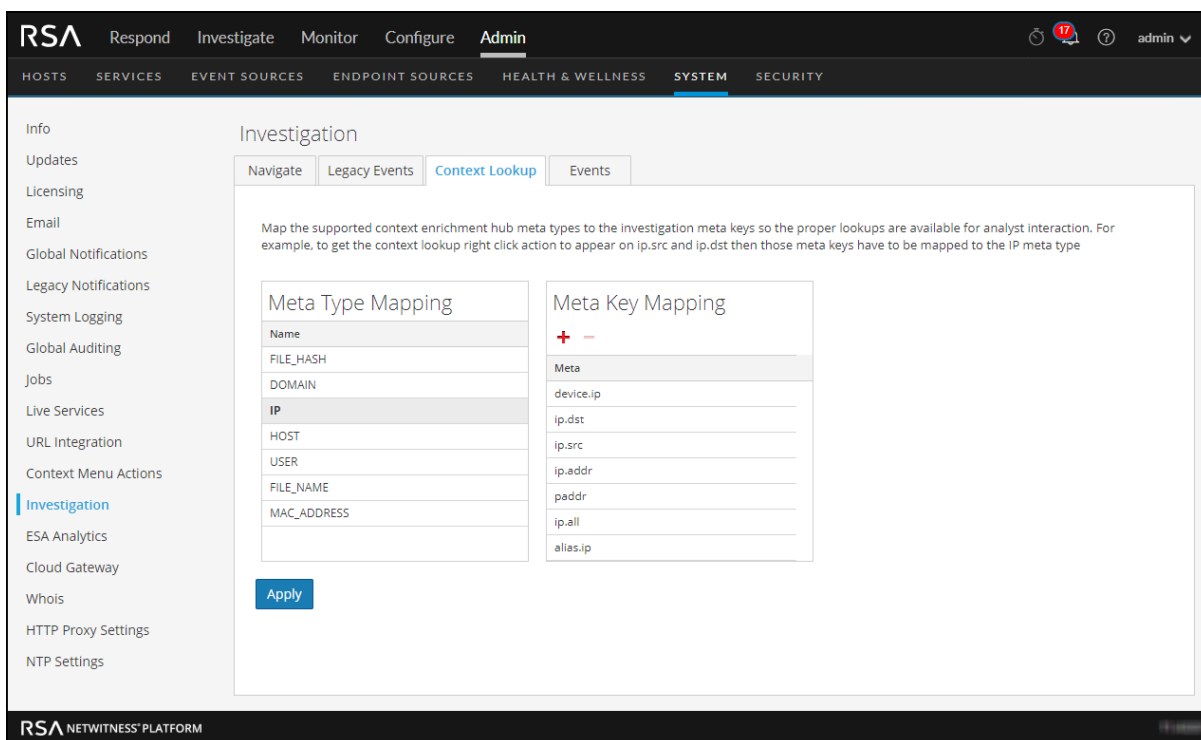 RSA Respond Investigate Monitor Configure Admin 17 ? admin
HOSTS SERVICES EVENT SOURCES ENDPOINT SOURCES HEALTH & WELLNESS SYSTEM SECURITY
Info
Updates
Licensing
Email
Global Notifications
Legacy Notifications
System Logging
Global Auditing
Jobs
Live Services
URL Integration
Context Menu Actions
Investigation
ESA Analytics
Cloud Gateway
Whois
HTTP Proxy Settings
NTP Settings
Investigation
Navigate Legacy Events Context Lookup Events
Map the supported context enrichment hub meta types to the investigation meta keys so the proper lookups are available for analyst interaction. For
example, to get the context lookup right click action to appear on ip.src and ip.dst then those meta keys have to be mapped to the IP meta type
Meta Type Mapping
Name
FILE_HASH
DOMAIN
IP
HOST
USER
FILE_NAME
MAC_ADDRESS
Meta Key Mapping
+ −
Meta
device.ip
ip.dst
ip.src
ip.addr
paddr
ip.all
alias.ip
Apply
RSA NETWITNESS® PLATFORM